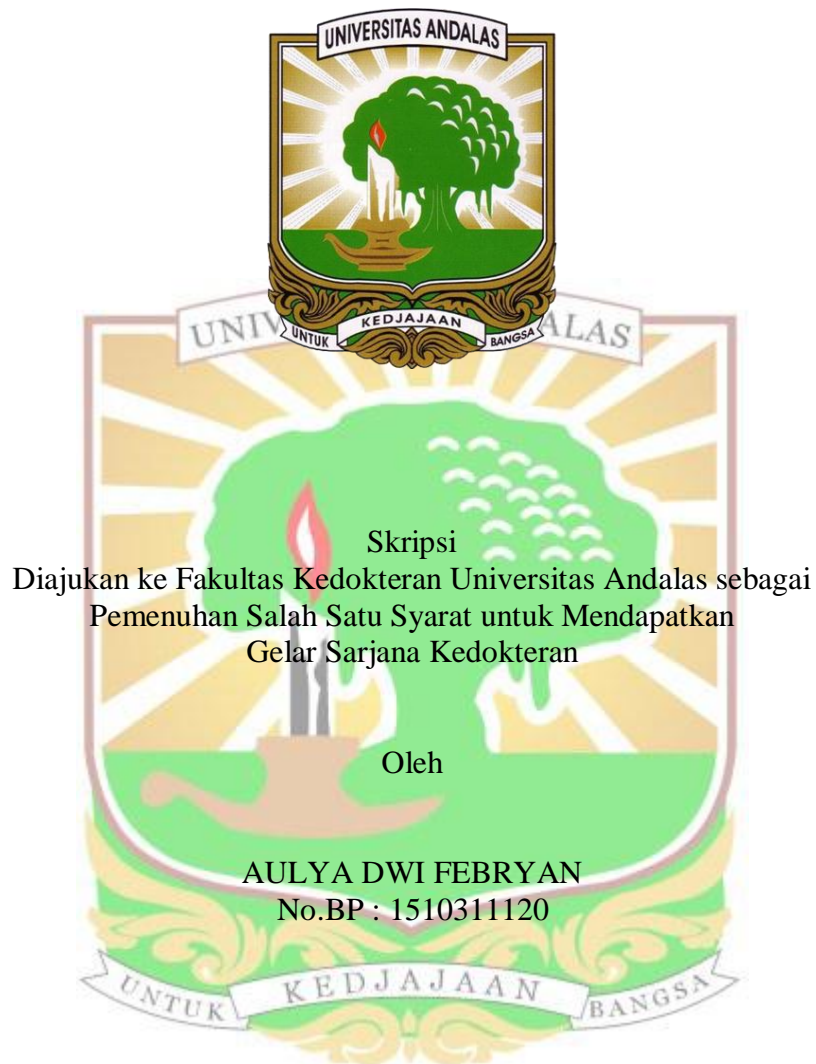 UNIVERSITAS ANDALAS
UNTUK KEDJAJAAN BANGSA
UNIV ALAS
Skripsi
Diajukan ke Fakultas Kedokteran Universitas Andalas sebagai
Pemenuhan Salah Satu Syarat untuk Mendapatkan
Gelar Sarjana Kedokteran
Oleh
AULYA DWI FEBRYAN
No.BP : 1510311120
UNTUK KEDJAJAAN BANGSA